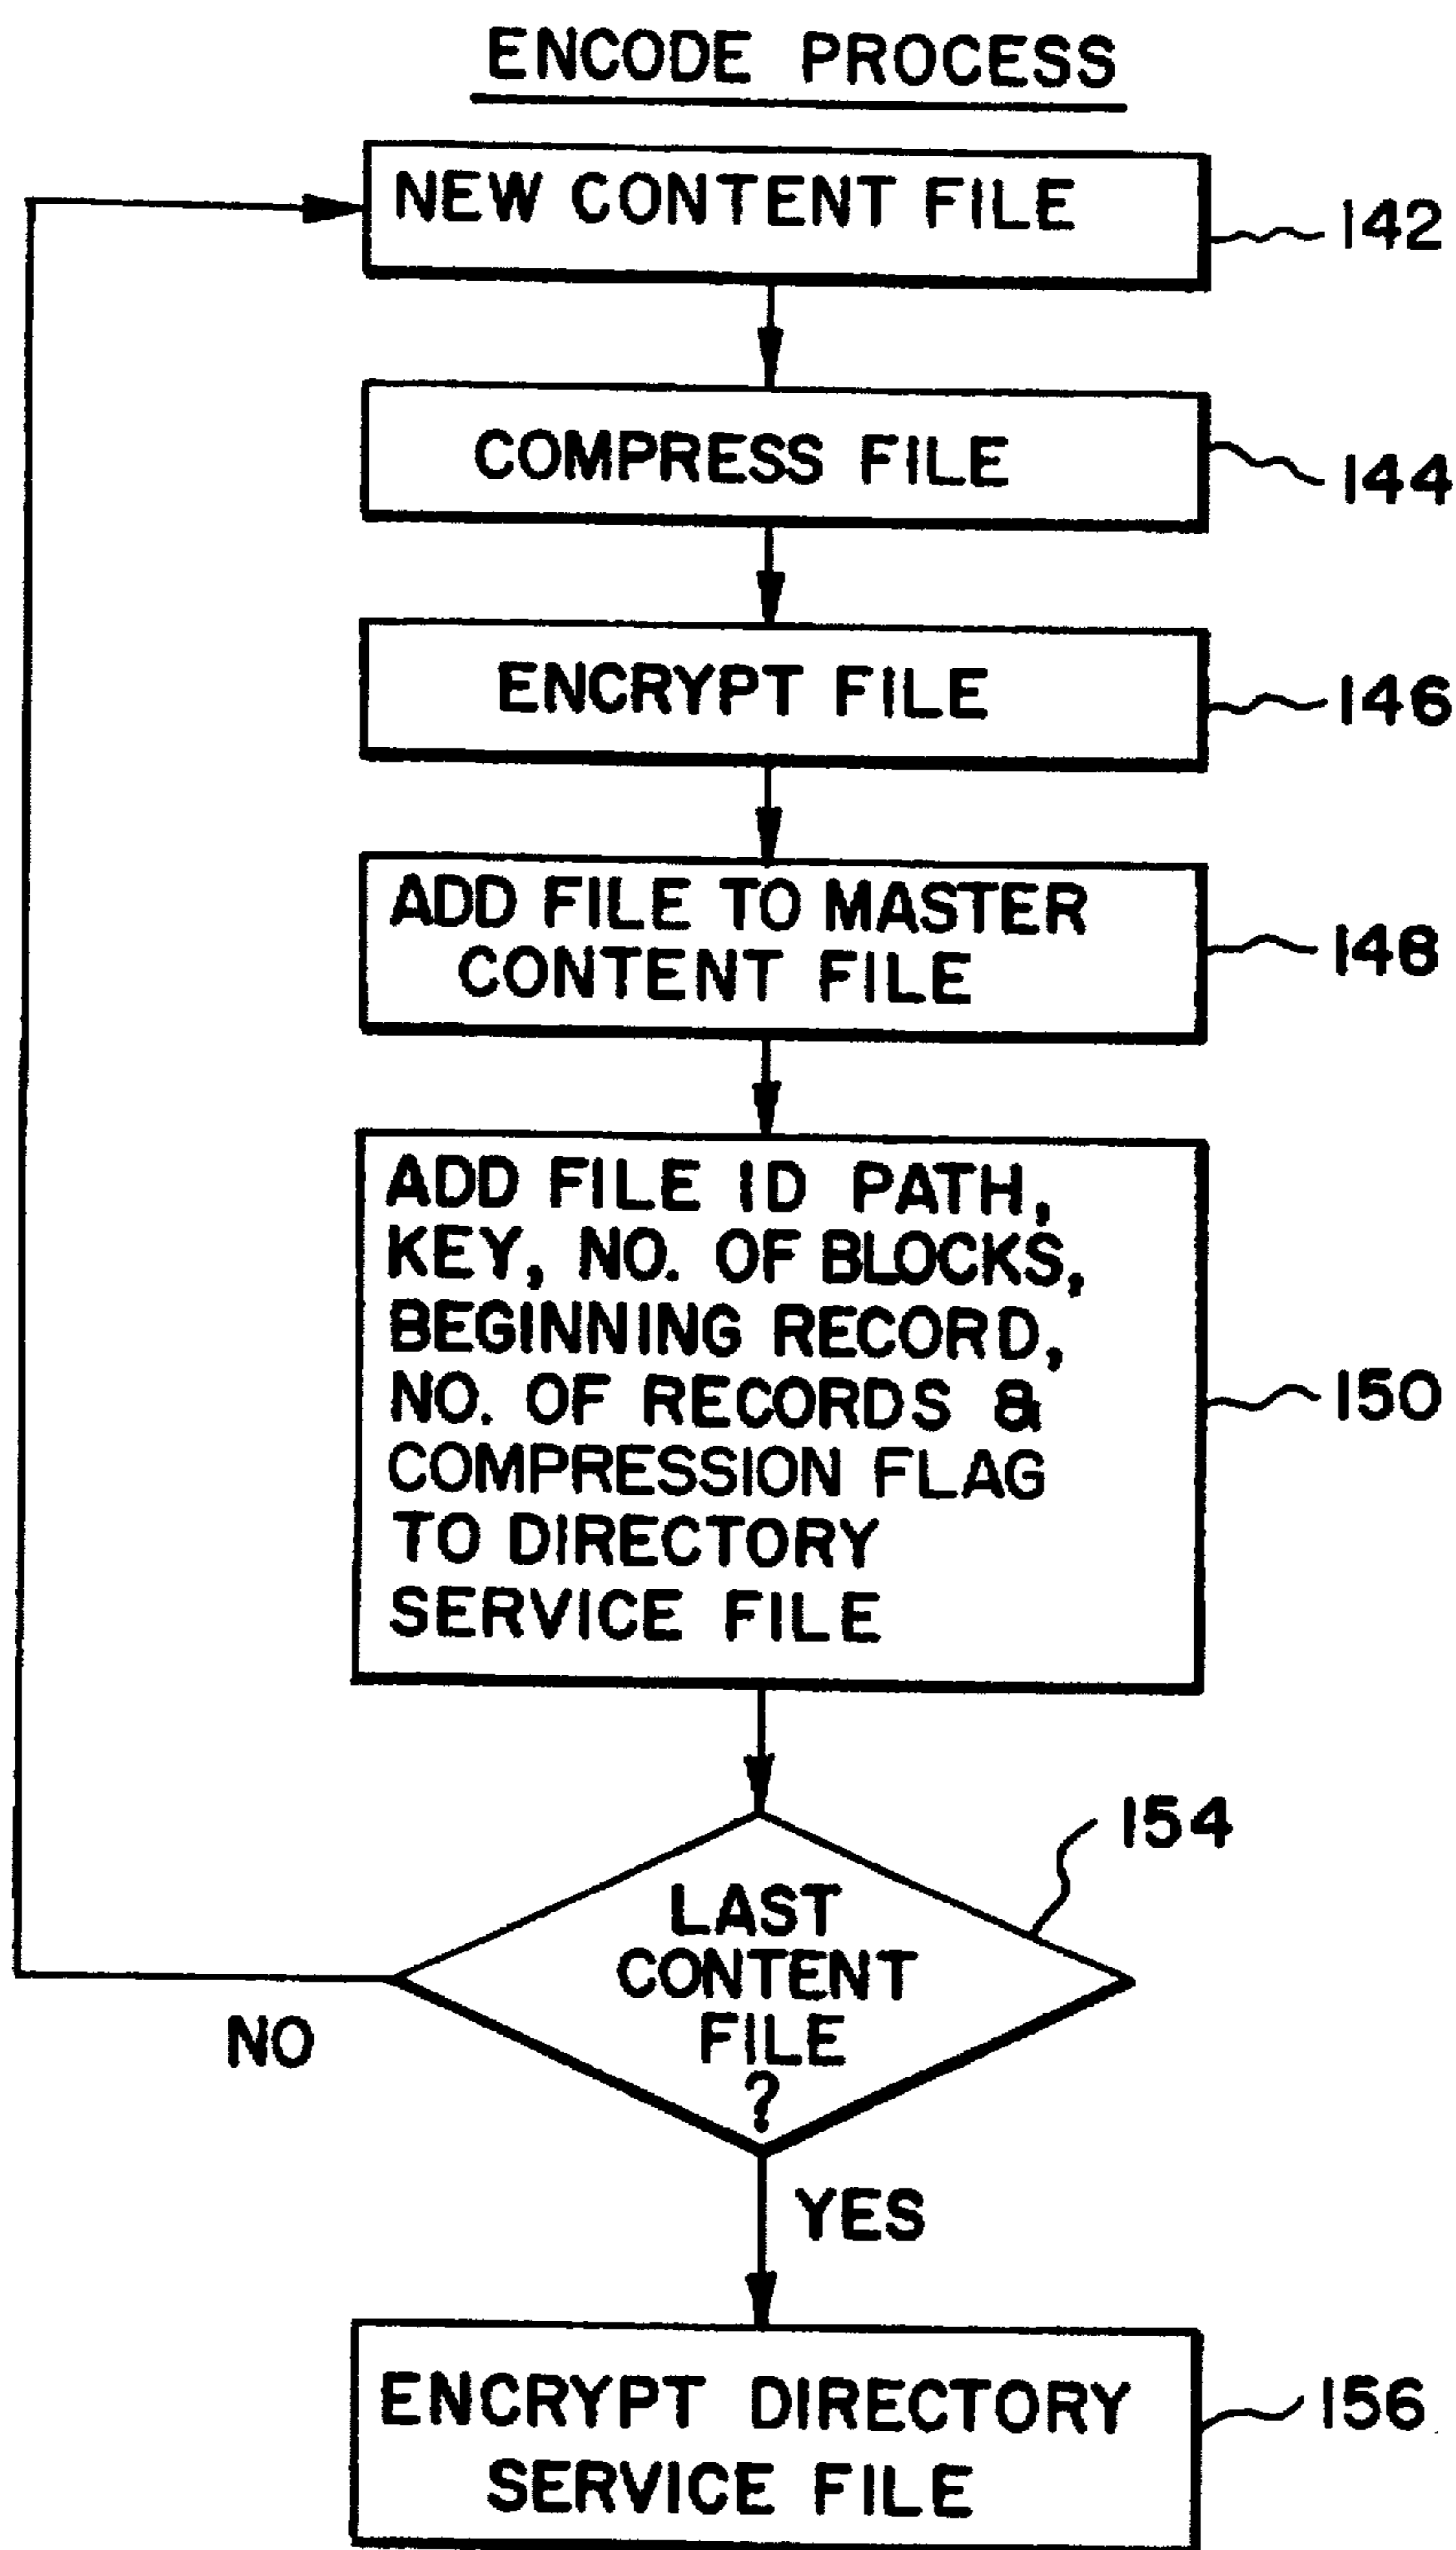 ENCODE PROCESS
NEW CONTENT FILE
142
COMPRESS FILE
144
ENCRYPT FILE
146
ADD FILE TO MASTER
CONTENT FILE
148
ADD FILE ID PATH,
KEY, NO. OF BLOCKS,
BEGINNING RECORD,
NO. OF RECORDS &
COMPRESSION FLAG
TO DIRECTORY
SERVICE FILE
150
154
LAST
CONTENT
FILE
?
NO
YES
ENCRYPT DIRECTORY
SERVICE FILE
156